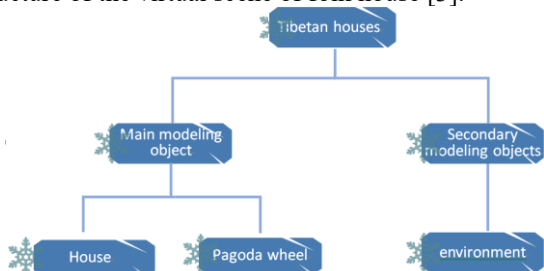 Tibetan houses
Main modeling
object
Secondary
modeling objects
House
Pagoda wheel
environment